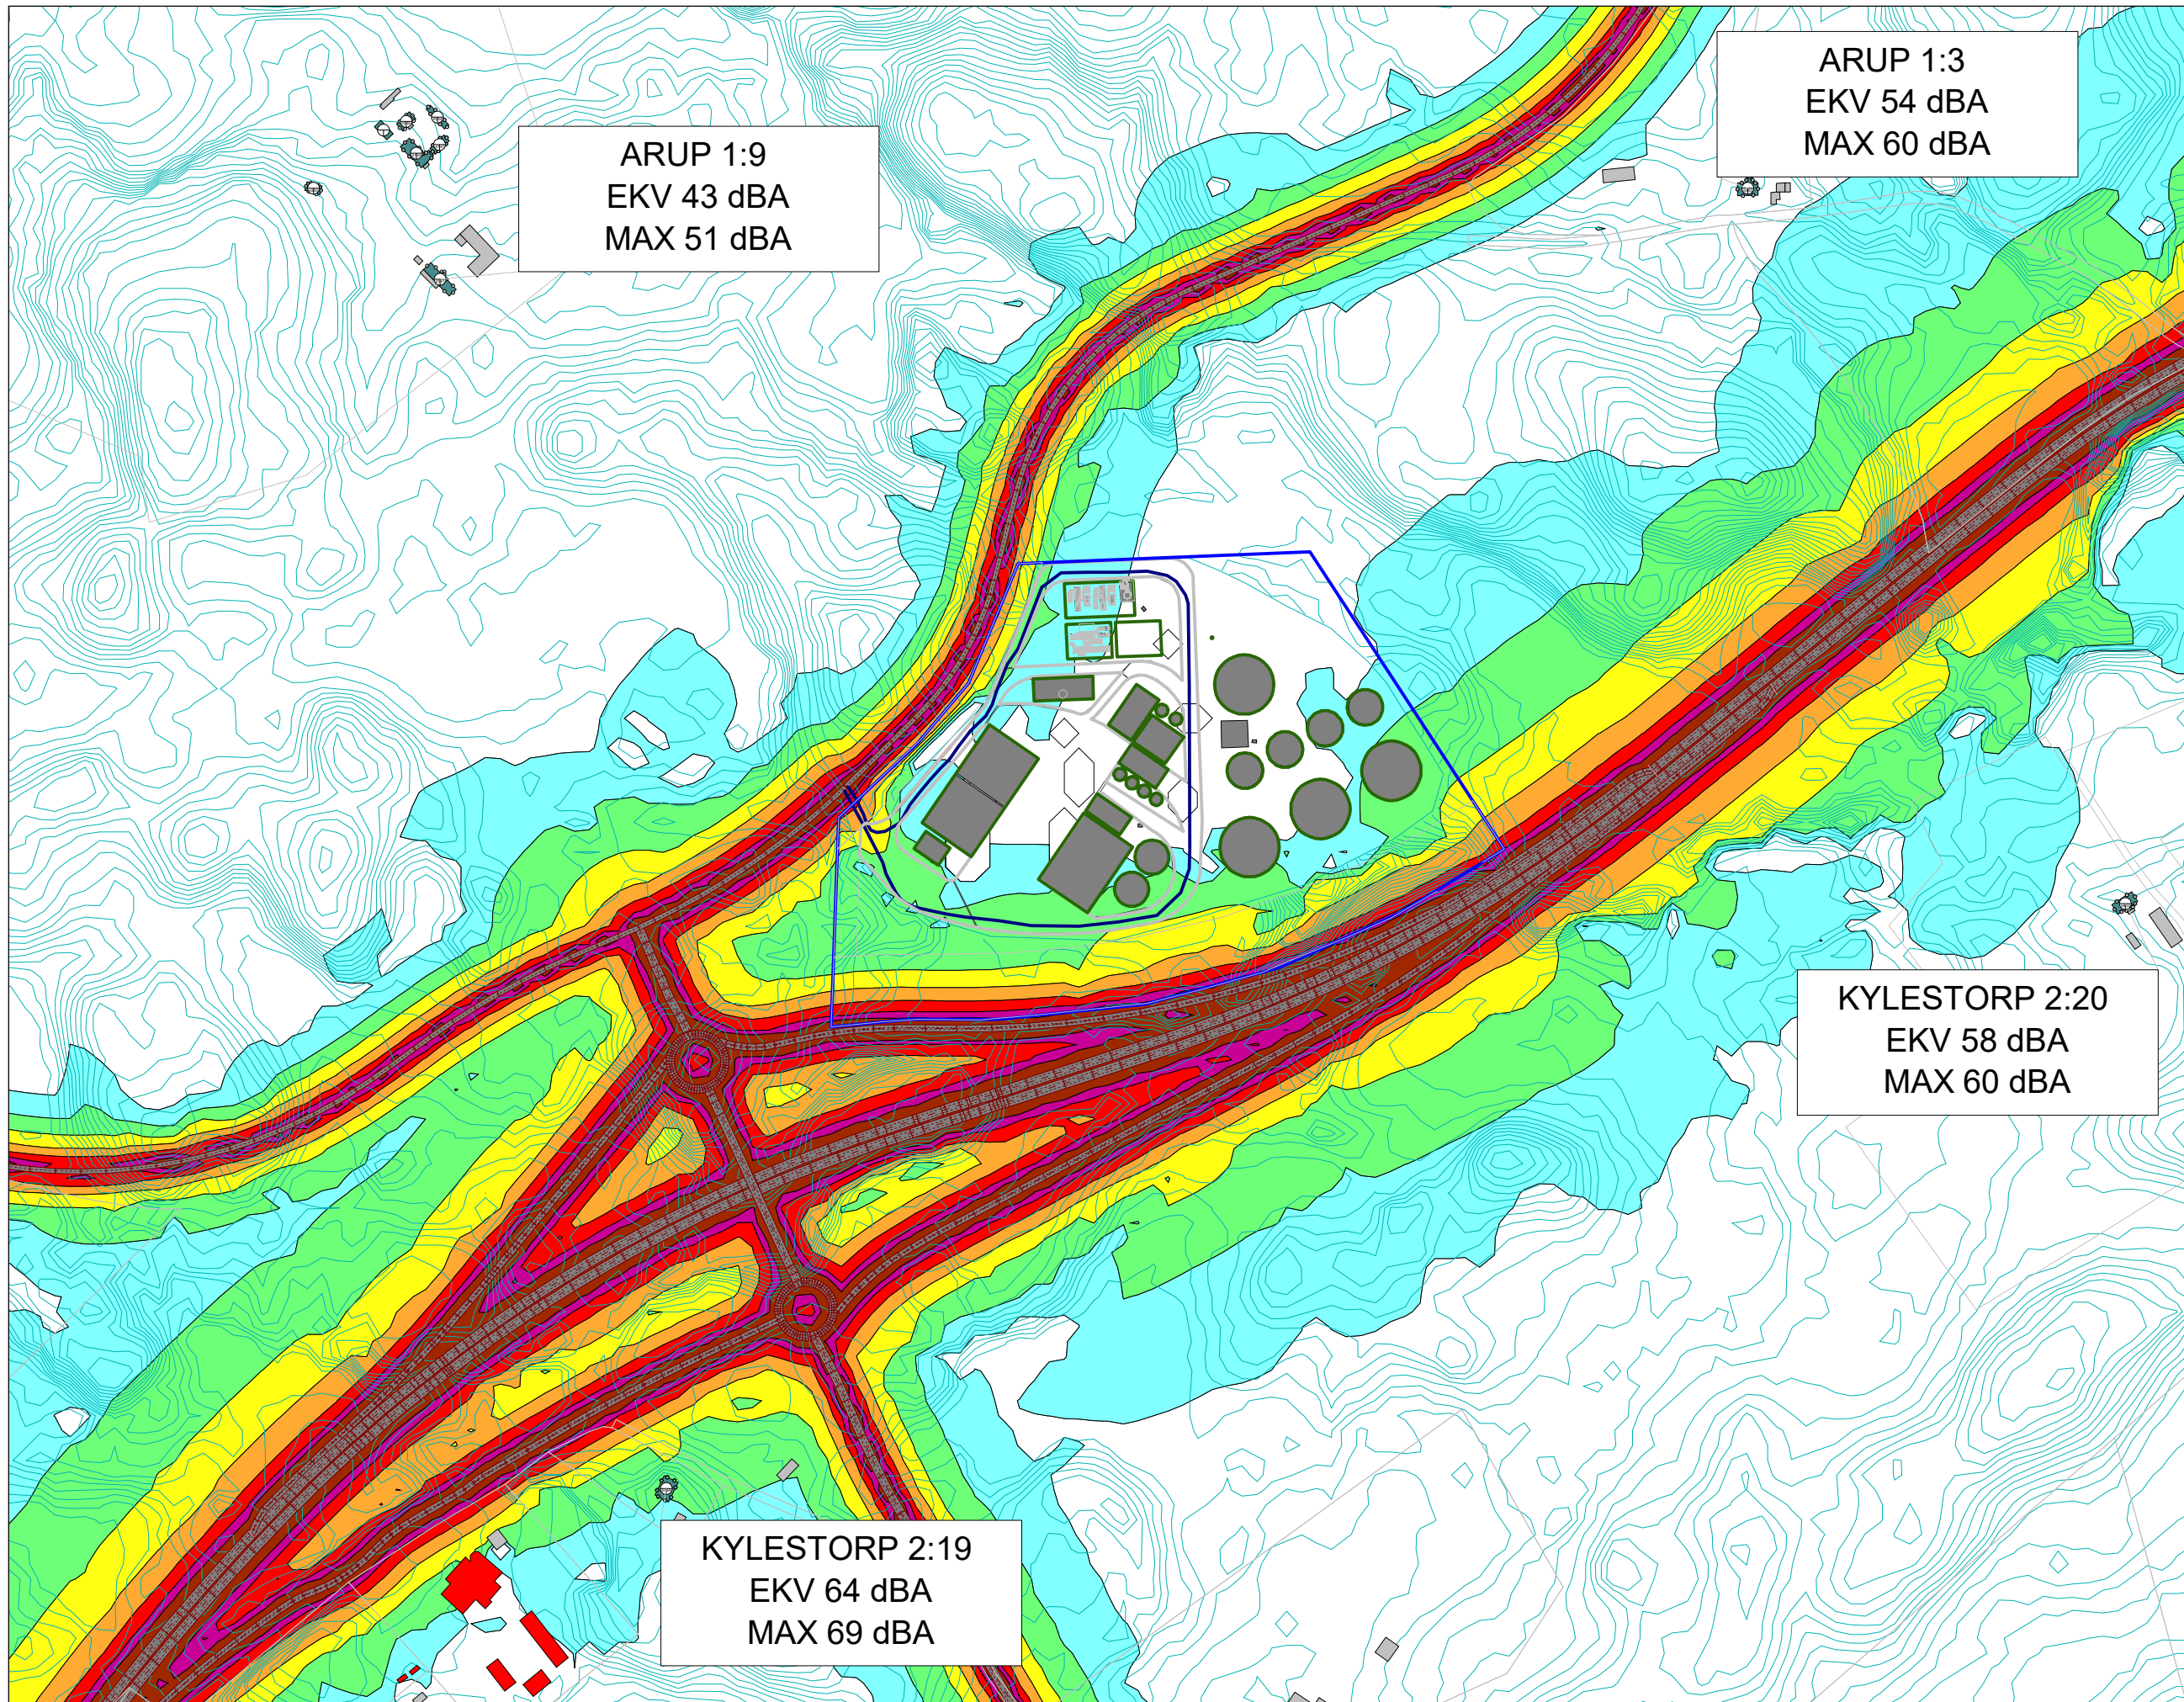 ARUP 1:3
EKV 54 dBA
MAX 60 dBA
ARUP 1:9
EKV 43 dBA
MAX 51 dBA
KYLESTORP 2:20
EKV 58 dBA
MAX 60 dBA
KYLESTORP 2:19
EKV 64 dBA
MAX 69 dBA